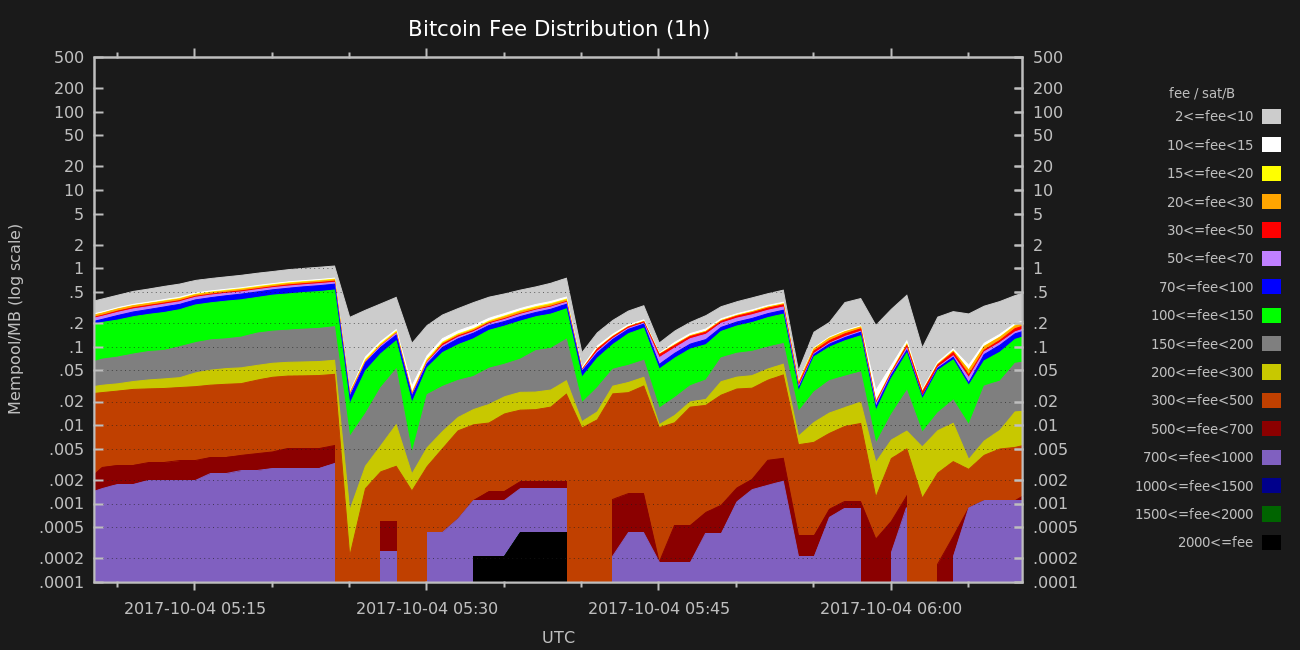 Bitcoin Fee Distribution (1h)
Mempool/MB (log scale)
500
200
100
50
20
10
5
2
1
.5
.2
.1
.05
.02
.01
.005
.002
.001
.0005
.0002
.0001
500
200
100
50
20
10
5
2
1
.5
.2
.1
.05
.02
.01
.005
.002
.001
.0005
.0002
.0001
fee / sat/B
2<=fee<10
10<=fee<15
15<=fee<20
20<=fee<30
30<=fee<50
50<=fee<70
70<=fee<100
100<=fee<150
150<=fee<200
200<=fee<300
300<=fee<500
500<=fee<700
700<=fee<1000
1000<=fee<1500
1500<=fee<2000
2000<=fee
2017-10-04 05:15 2017-10-04 05:30 2017-10-04 05:45 2017-10-04 06:00
UTC